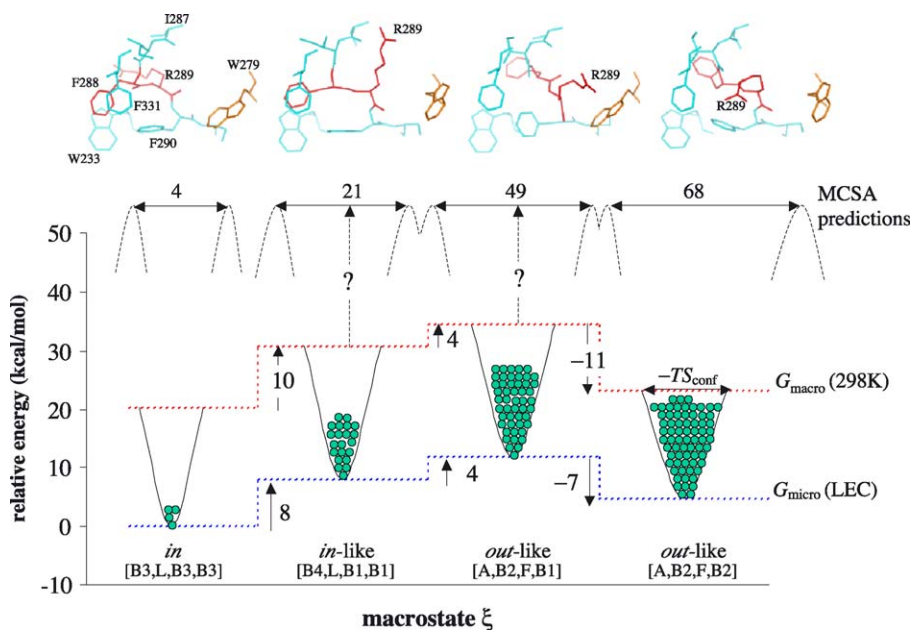 I287
R289
W279
F288
R289
R289
F331
R289
F290
W233
4
21
49
68
MCSA
predictions
50
40
30
20
10
0
-10
relative energy (kcal/mol)
?
?
10
4
−11
−TSconf
Gmacro (298K)
8
4
−7
Gmicro (LEC)
in
[B3,L,B3,B3]
in-like
[B4,L,B1,B1]
out-like
[A,B2,F,B1]
out-like
[A,B2,F,B2]
macrostate ξ